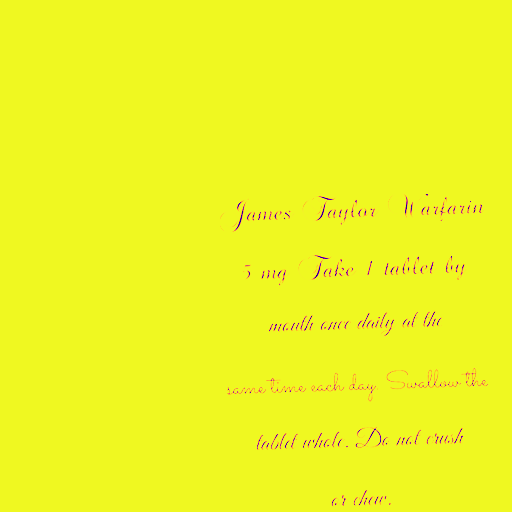 James Taylor Warfarin
5 mg Take 1 tablet by
mouth once daily at the
same time each day. Swallow the
tablet whole. Do not crush
or chew.